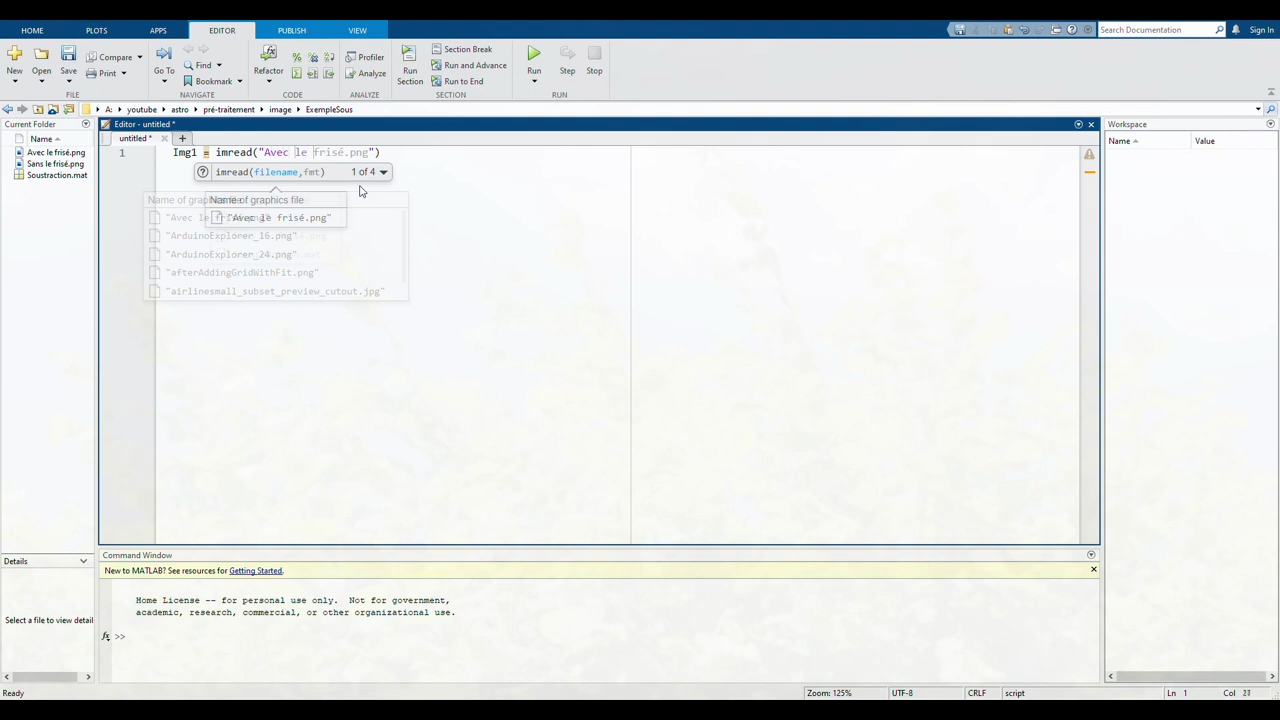 HOME PLOTS APPS EDITOR PUBLISH VIEW Search Documentation Sign In
New Open Save Compare Print Go To Find Bookmark Refactor Profiler Analyze Run Section Section Break Run and Advance Run to End Run Step Stop
FILE NAVIGATE CODE ANALYZE SECTION RUN
A: youtube astro pré-traitement image ExempleSous
Current Folder
Name
Avec le frisé.png
Sans le frisé.png
Soustraction.mat
Details
Select a file to view detail
Editor - untitled *
untitled *
1 Img1 = imread("Avec le frisé.png")
imread(filename,fmt) 1 of 4
Name of graphics file
"Avec le frisé.png"
"ArduinoExplorer_16.png"
"ArduinoExplorer_24.png"
"afterAddingGridWithFit.png"
"airlinesmall_subset_preview_cutout.jpg"
Command Window
New to MATLAB? See resources for Getting Started.
Home License -- for personal use only. Not for government,
academic, research, commercial, or other organizational use.
fx >>
Workspace
Name Value
Ready Zoom: 125% UTF-8 CRLF script Ln 1 Col 27